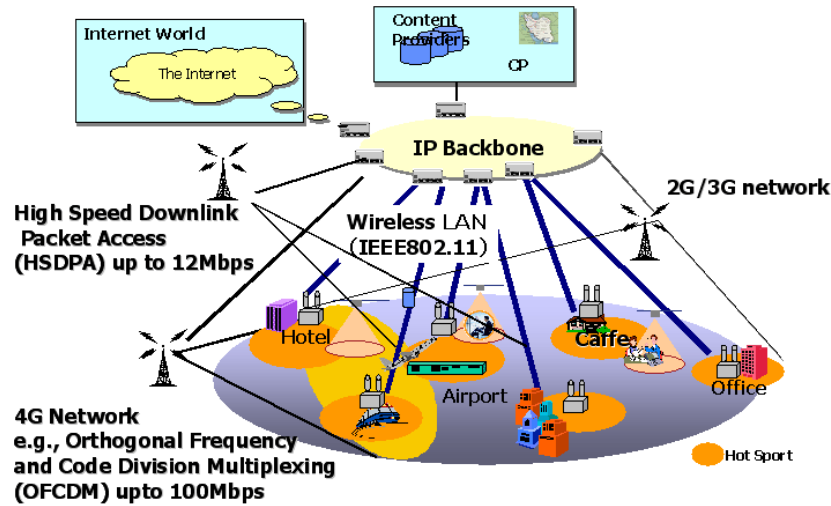 Internet World
The Internet
Content
Providers
CP
IP Backbone
2G/3G network
High Speed Downlink
Packet Access
(HSDPA) up to 12Mbps
Wireless LAN
(IEEE802.11)
Hotel
Caffe
Airport
Office
4G Network
e.g., Orthogonal Frequency
and Code Division Multiplexing
(OFCDM) upto 100Mbps
Hot Sport